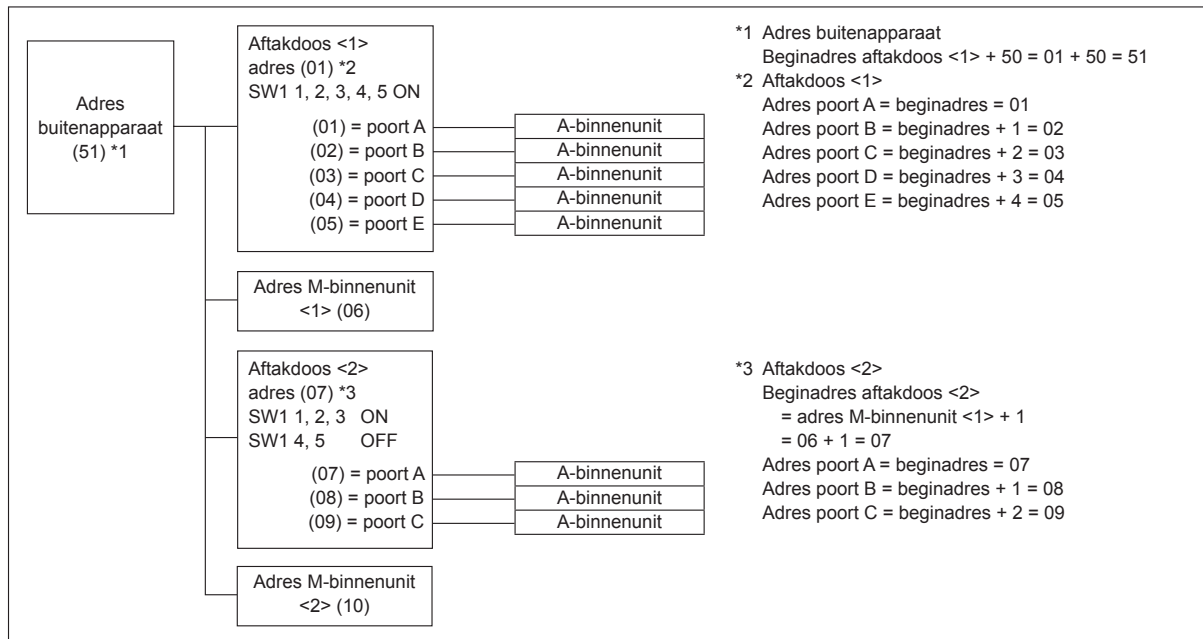 Adres
buitenapparaat
(51) *1
Aftakdoos <1>
adres (01) *2
SW1 1, 2, 3, 4, 5 ON
(01) = poort A
(02) = poort B
(03) = poort C
(04) = poort D
(05) = poort E
A-binnenunit
A-binnenunit
A-binnenunit
A-binnenunit
A-binnenunit
Adres M-binnenunit
<1> (06)
Aftakdoos <2>
adres (07) *3
SW1 1, 2, 3 ON
SW1 4, 5 OFF
(07) = poort A
(08) = poort B
(09) = poort C
A-binnenunit
A-binnenunit
A-binnenunit
Adres M-binnenunit
<2> (10)
*1 Adres buitenapparaat
Beginadres aftakdoos <1> + 50 = 01 + 50 = 51
*2 Aftakdoos <1>
Adres poort A = beginadres = 01
Adres poort B = beginadres + 1 = 02
Adres poort C = beginadres + 2 = 03
Adres poort D = beginadres + 3 = 04
Adres poort E = beginadres + 4 = 05
*3 Aftakdoos <2>
Beginadres aftakdoos <2>
= adres M-binnenunit <1> + 1
= 06 + 1 = 07
Adres poort A = beginadres = 07
Adres poort B = beginadres + 1 = 08
Adres poort C = beginadres + 2 = 09